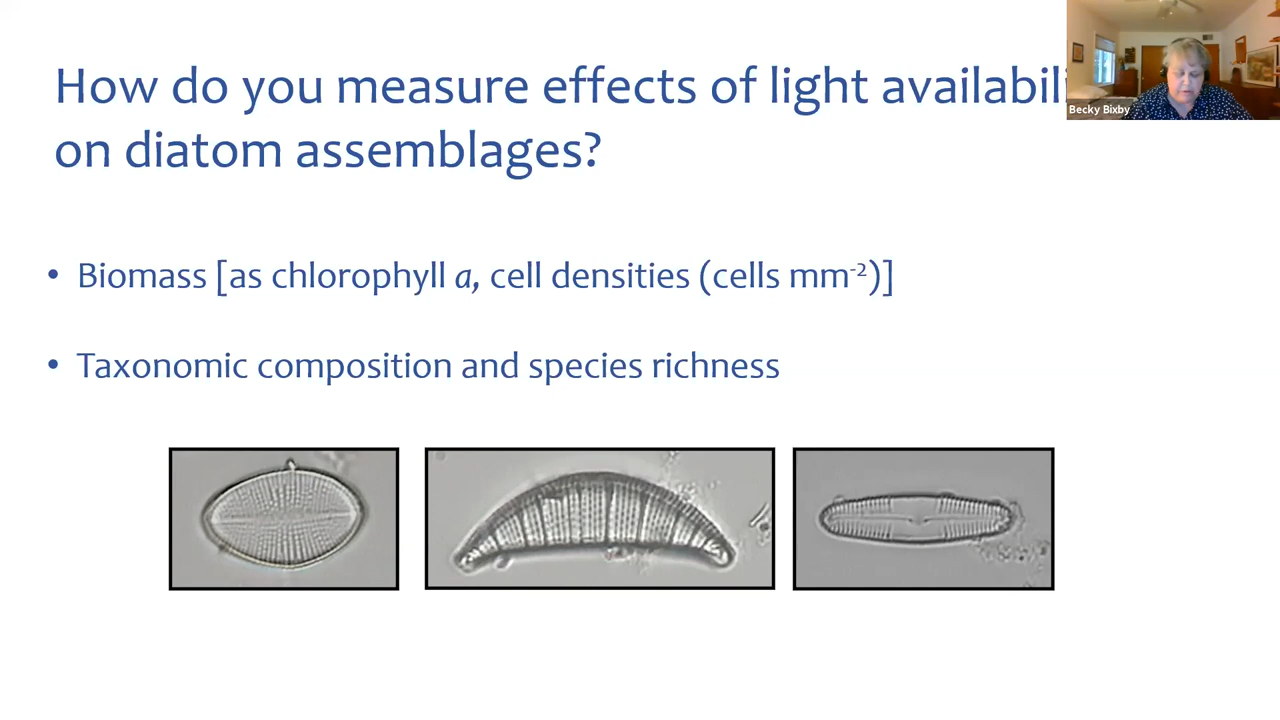 How do you measure effects of light
on diatom assemblages?
Becky Bixby
• Biomass [as chlorophyll a, cell densities (cells mm⁻²)]
• Taxonomic composition and species richness